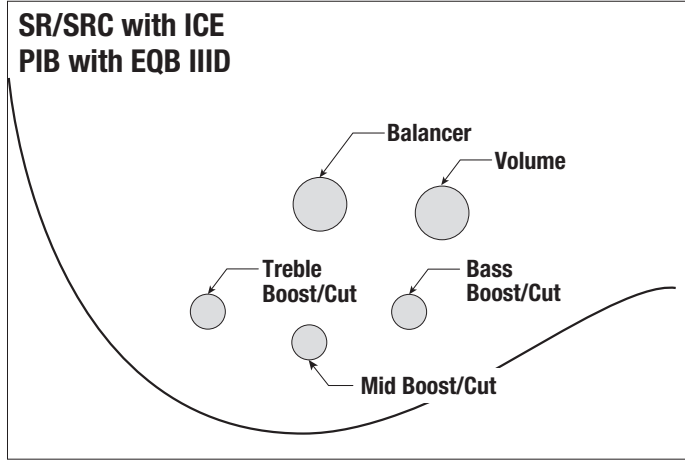 SR/SRC with ICE
PIB with EQB IIID
Balancer
Volume
Treble
Boost/Cut
Bass
Boost/Cut
Mid Boost/Cut